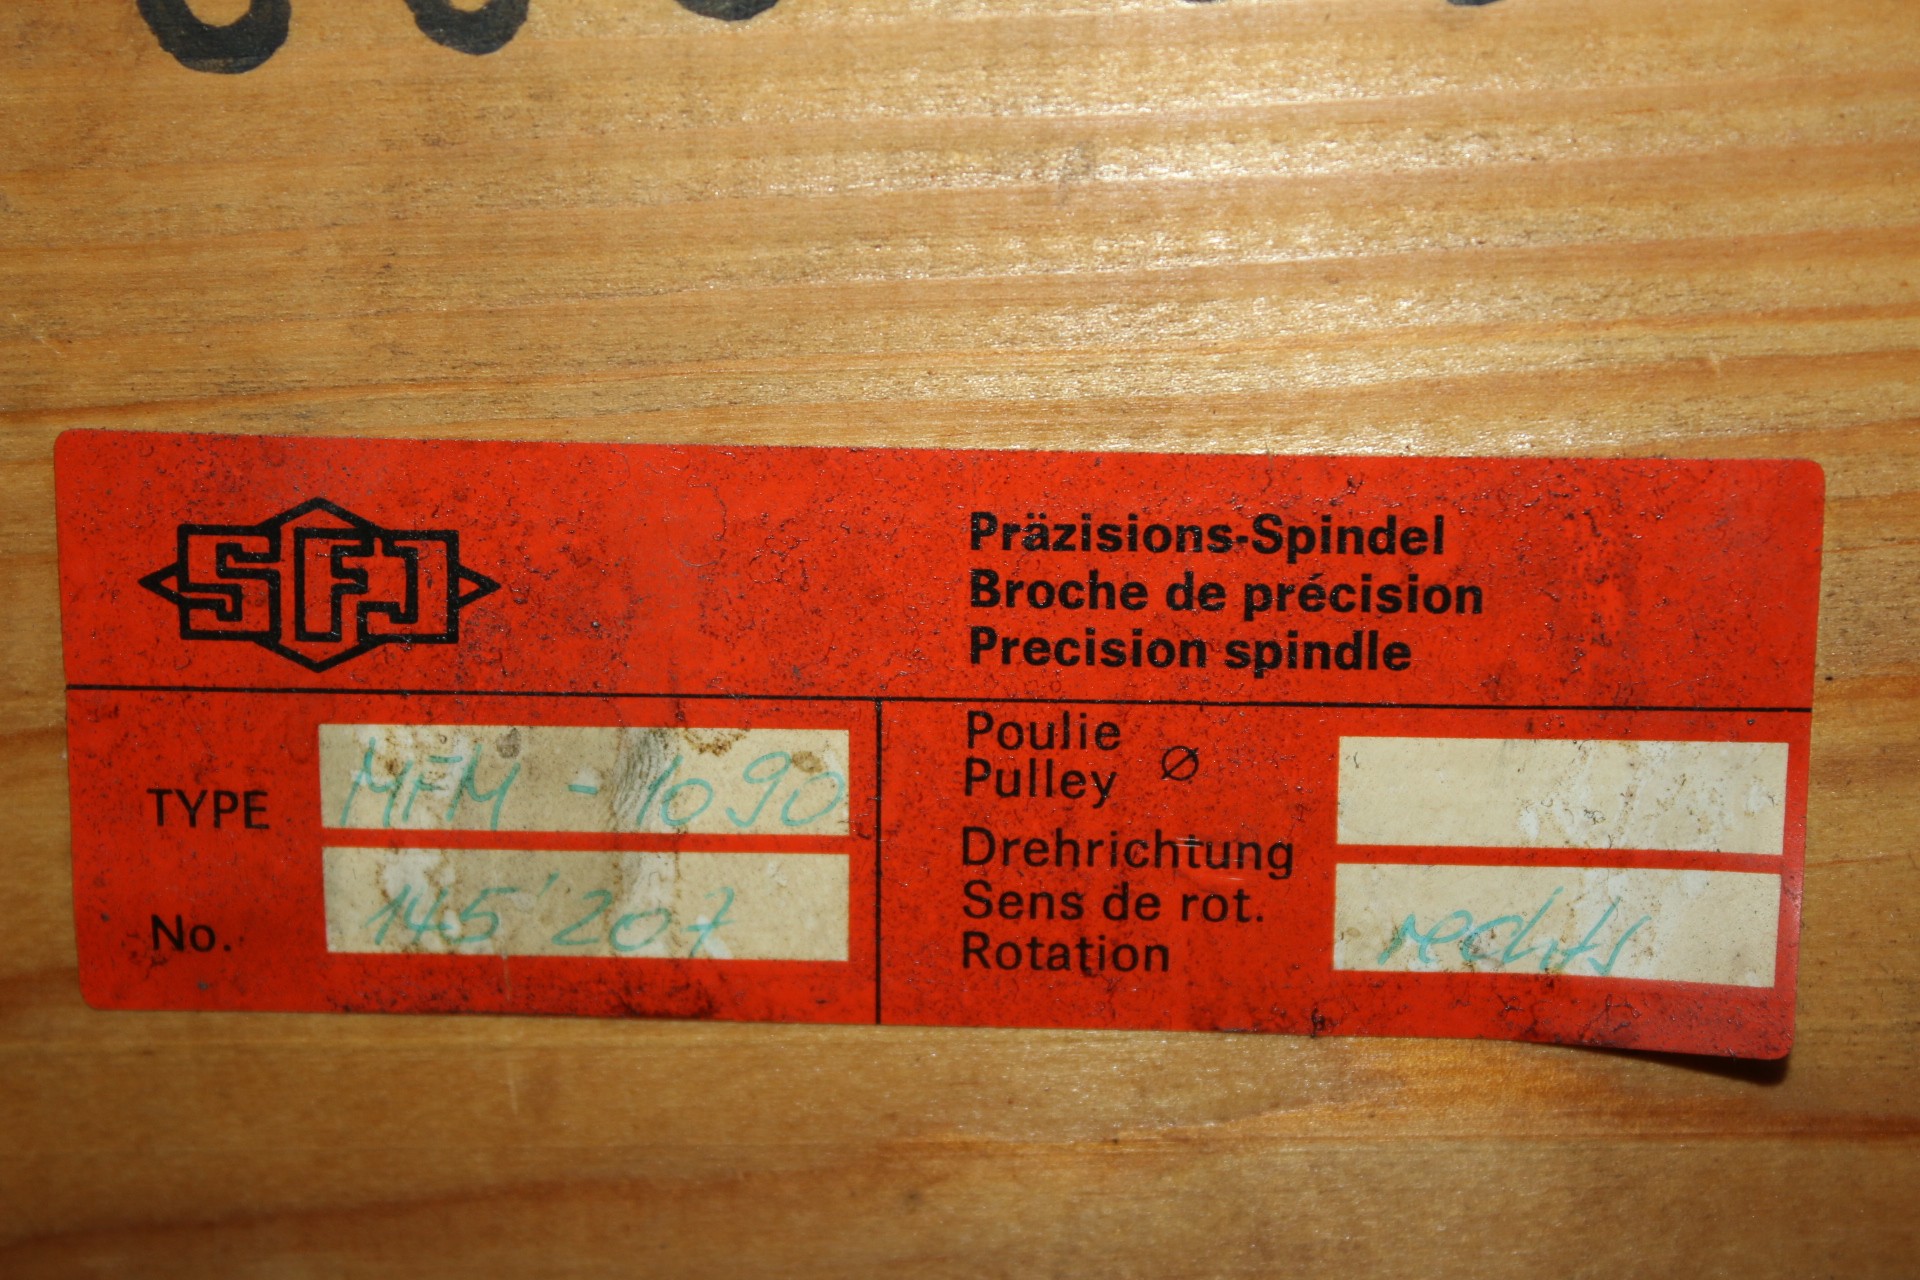 SFJ
Präzisions-Spindel
Broche de précision
Precision spindle
TYPE MFM - 1090
No. 145'207
Poulie
Pulley Ø
Drehrichtung
Sens de rot.
Rotation
rechts